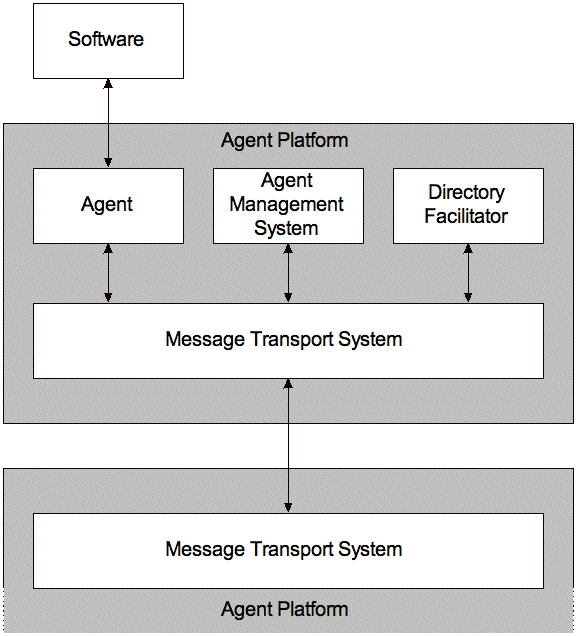 Software
Agent Platform
Agent
Agent
Management
System
Directory
Facilitator
Message Transport System
Message Transport System
Agent Platform